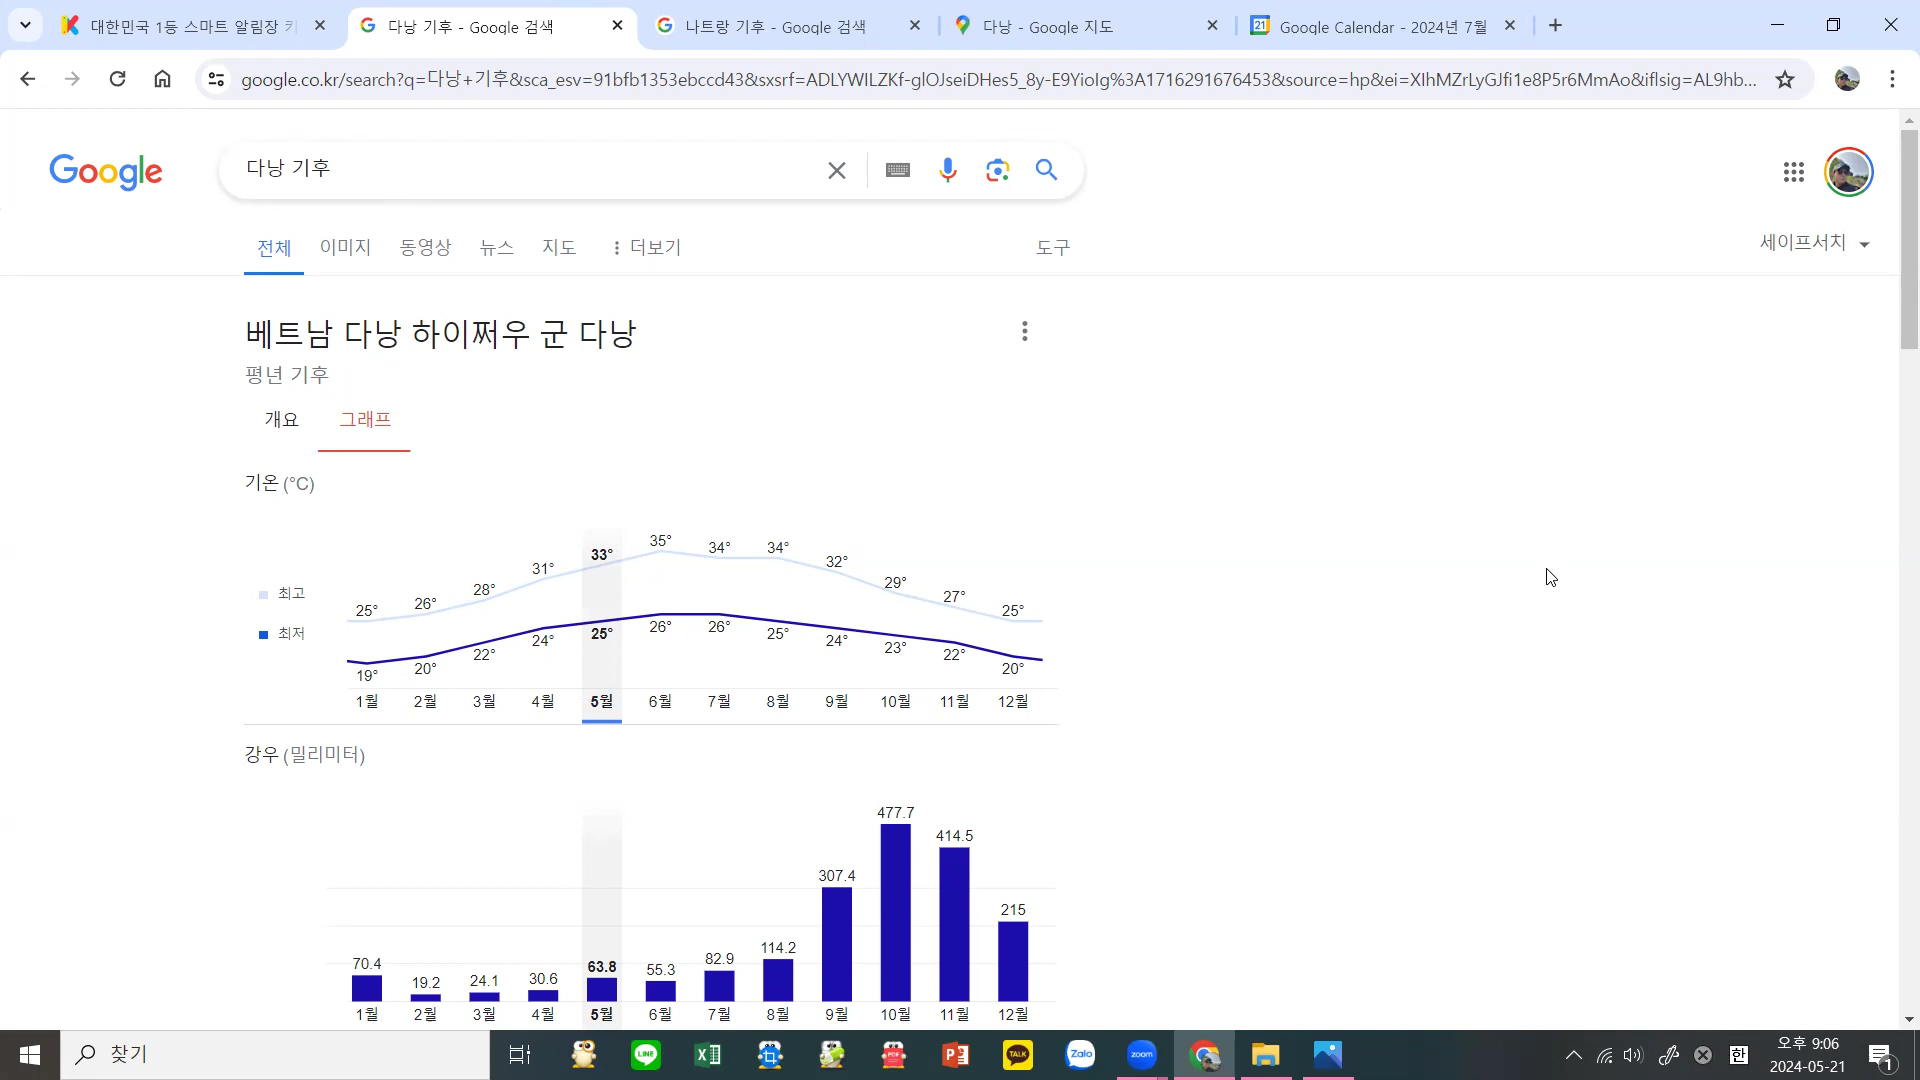 대한민국 1등 스마트 알림장 키
다낭 기후 - Google 검색
나트랑 기후 - Google 검색
다낭 - Google 지도
21
Google Calendar - 2024년 7월
google.co.kr/search?q=다낭+기후&sca_esv=91bfb1353ebccd43&sxsrf=ADLYWILZKf-glOJseiDHes5_8y-E9YioIg%3A1716291676453&source=hp&ei=XIhMZrLyGJfi1e8P5r6MmAo&iflsig=AL9hb...
Google
다낭 기후
전체 이미지 동영상 뉴스 지도 더보기 도구
세이프서치
베트남 다낭 하이쩌우 군 다낭
평년 기후
개요 그래프
기온 (°C)
최고
최저
25° 26° 28° 31° 33° 35° 34° 34° 32° 29° 27° 25°
19° 20° 22° 24° 25° 26° 26° 25° 24° 23° 22° 20°
1월 2월 3월 4월 5월 6월 7월 8월 9월 10월 11월 12월
강우 (밀리미터)
70.4 19.2 24.1 30.6 63.8 55.3 82.9 114.2 307.4 477.7 414.5 215
1월 2월 3월 4월 5월 6월 7월 8월 9월 10월 11월 12월
찾기
LINE
PDF
TALK
Zalo
zoom
한
오후 9:06
2024-05-21
1